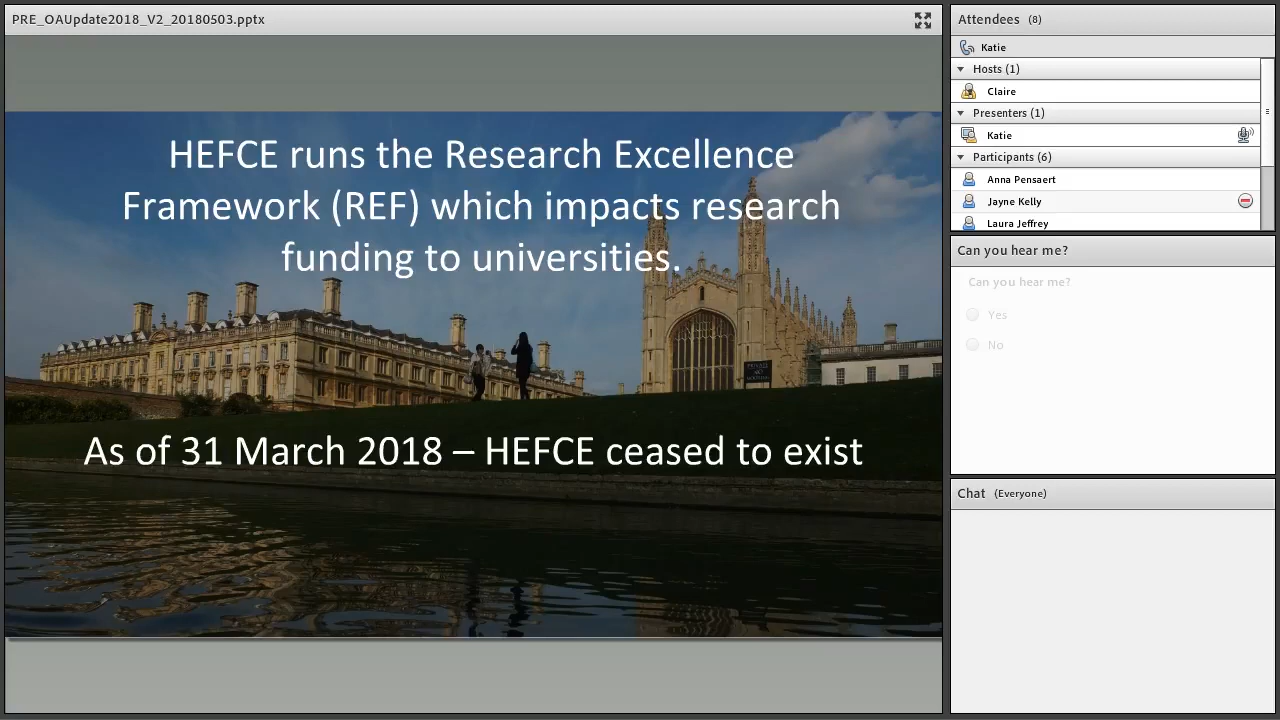 PRE_OAUpdate2018_V2_20180503.pptx
HEFCE runs the Research Excellence
Framework (REF) which impacts research
funding to universities.
As of 31 March 2018 – HEFCE ceased to exist
Attendees (8)
Katie
Hosts (1)
Claire
Presenters (1)
Katie
Participants (6)
Anna Pensaert
Jayne Kelly
Laura Jeffrey
Can you hear me?
Can you hear me?
Yes
No
Chat (Everyone)